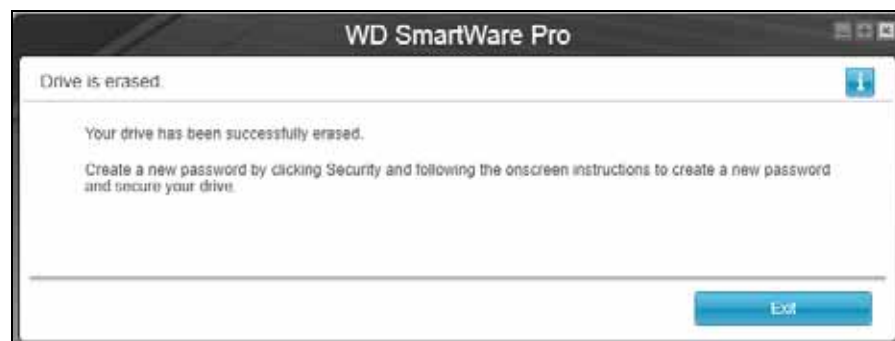 WD SmartWare Pro
Drive is erased.
Your drive has been successfully erased.
Create a new password by clicking Security and following the onscreen instructions to create a new password
and secure your drive.
Exit